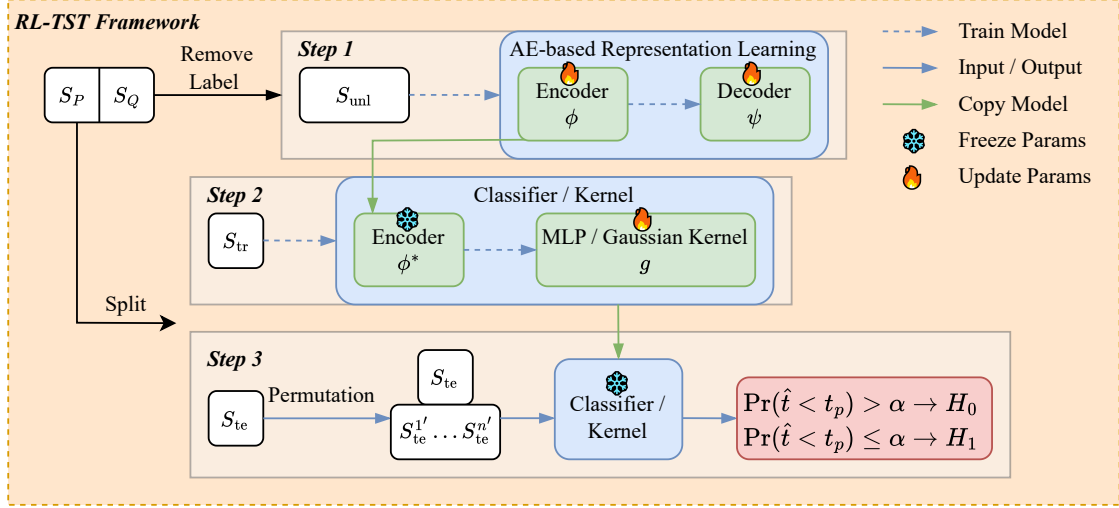 RL-TST Framework
S_P S_Q
Remove
Label
Split
Step 1
S_unl
AE-based Representation Learning
Encoder
ϕ
Decoder
ψ
Train Model
Input / Output
Copy Model
Freeze Params
Update Params
Step 2
S_tr
Classifier / Kernel
Encoder
ϕ*
MLP / Gaussian Kernel
g
Step 3
S_te
Permutation
S_te
S_te^1' ... S_te^n'
Classifier /
Kernel
Pr(t̂ < t_p) > α → H_0
Pr(t̂ < t_p) ≤ α → H_1